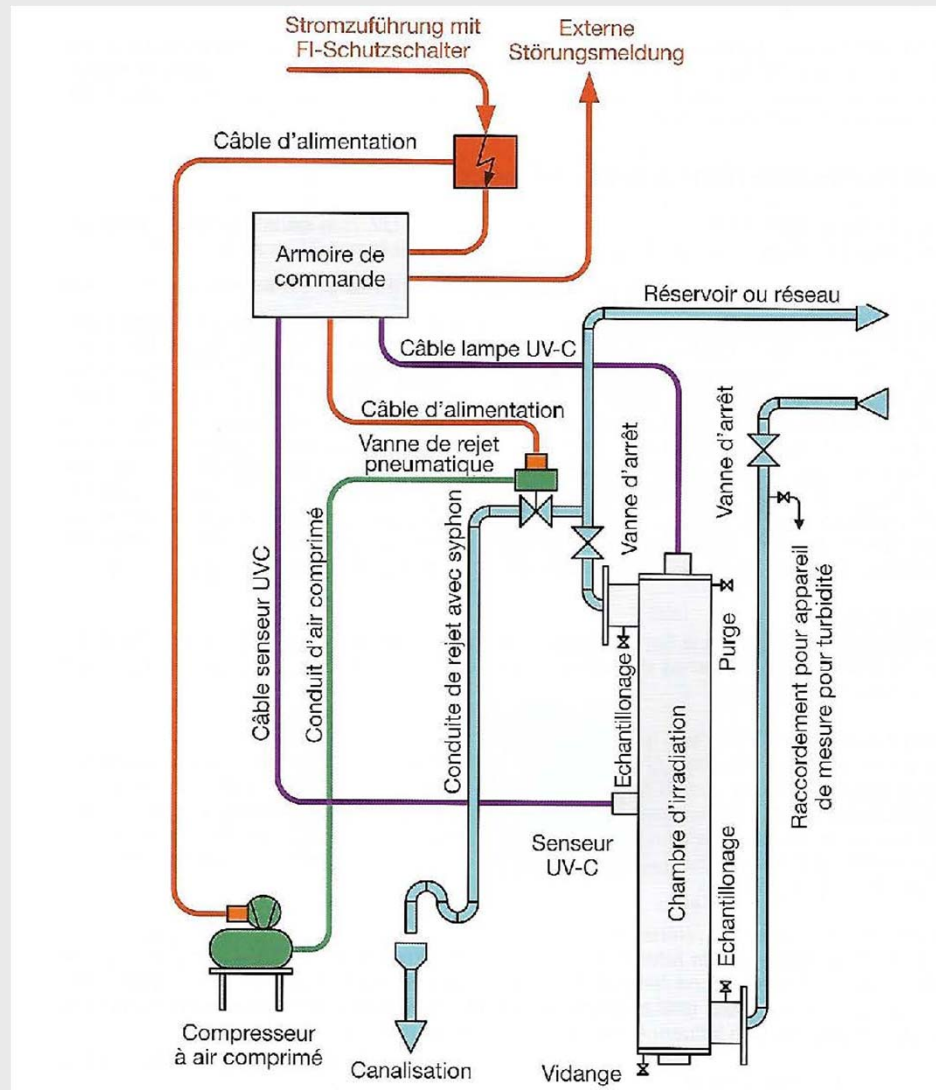 Stromzuführung mit
FI-Schutzschalter
Externe
Störungsmeldung
Câble d'alimentation
Armoire de
commande
Réservoir ou réseau
Câble lampe UV-C
Câble d'alimentation
Vanne de rejet
pneumatique
Vanne d'arrêt
Vanne d'arrêt
Câble senseur UVC
Conduit d'air comprimé
Conduite de rejet avec syphon
Echantillonage
Purge
Raccordement pour appareil
de mesure pour turbidité
Chambre d'irradiation
Senseur
UV-C
Echantillonage
Compresseur
à air comprimé
Canalisation
Vidange